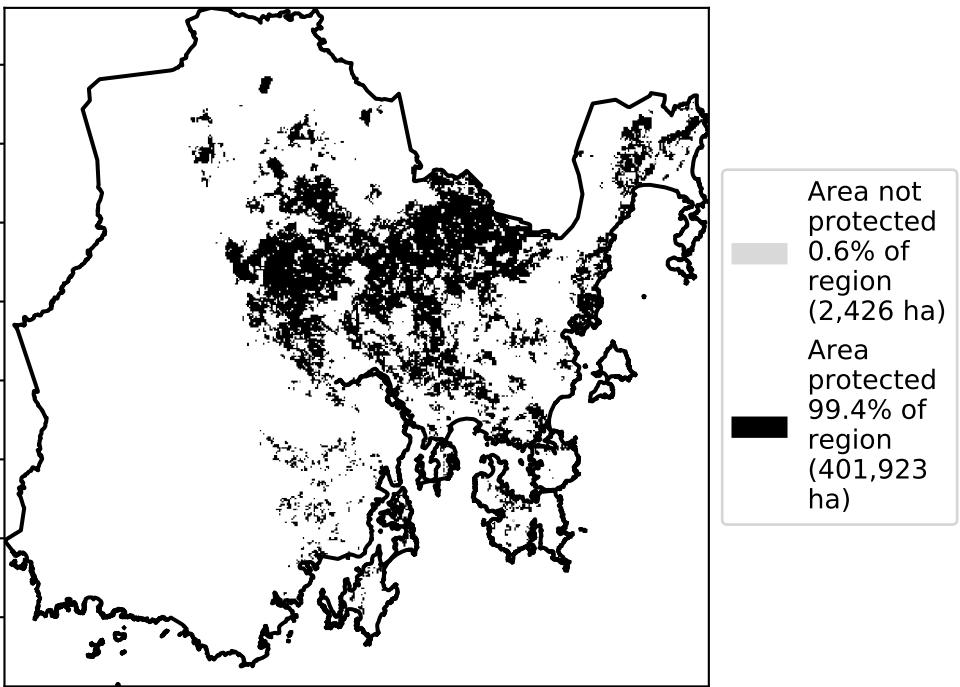 Area not
protected
0.6% of
region
(2,426 ha)
Area
protected
99.4% of
region
(401,923
ha)